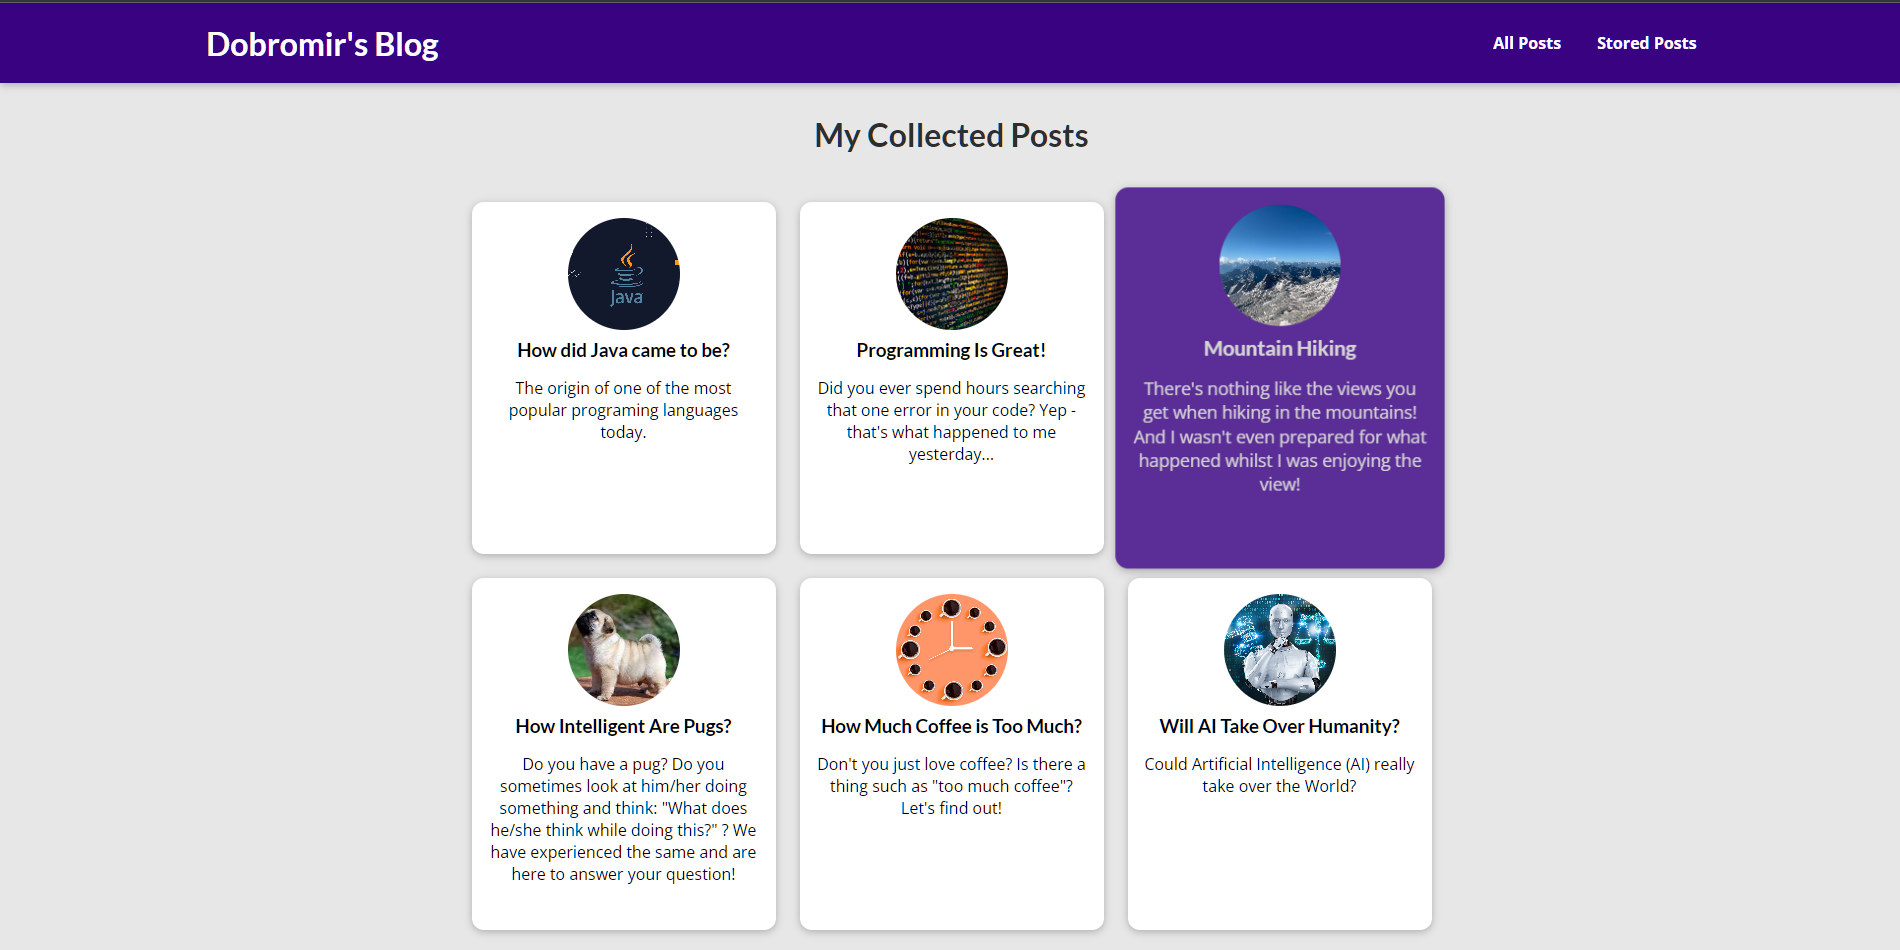 Dobromir's Blog
All Posts
Stored Posts
My Collected Posts
Java
How did Java came to be?
The origin of one of the most
popular programing languages
today.
Programming Is Great!
Did you ever spend hours searching
that one error in your code? Yep -
that's what happened to me
yesterday...
Mountain Hiking
There's nothing like the views you
get when hiking in the mountains!
And I wasn't even prepared for what
happened whilst I was enjoying the
view!
How Intelligent Are Pugs?
Do you have a pug? Do you
sometimes look at him/her doing
something and think: "What does
he/she think while doing this?" ? We
have experienced the same and are
here to answer your question!
How Much Coffee is Too Much?
Don't you just love coffee? Is there a
thing such as "too much coffee"?
Let's find out!
Will AI Take Over Humanity?
Could Artificial Intelligence (AI) really
take over the World?